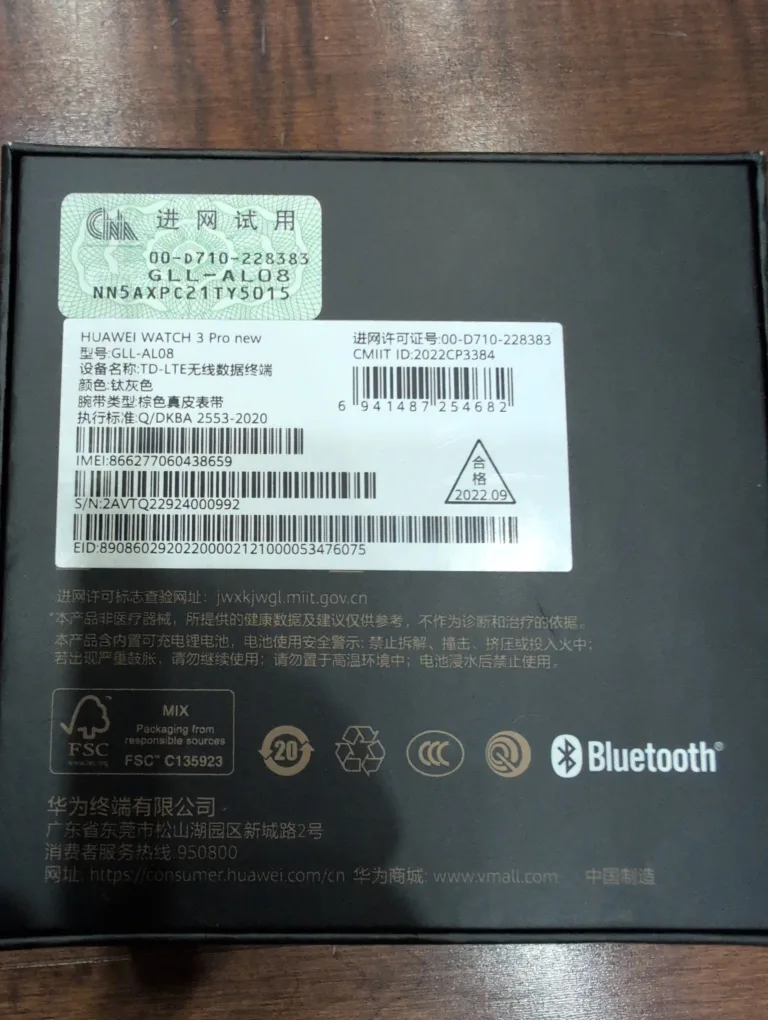 CNA 进网试用
00-D710-228383
GLL-AL08
NN5AXPC21TY5015
HUAWEI WATCH 3 Pro new
型号:GLL-AL08
设备名称:TD-LTE无线数据终端
颜色:钛灰色
腕带类型:棕色真皮表带
执行标准:Q/DKBA 2553-2020
进网许可证号:00-D710-228383
CMIIT ID:2022CP3384
6 941487 254682
IMEI:866277060438659
合
格
2022.09
S/N:2AVTQ22924000992
EID:89086029202200002121000053476075
进网许可标志查验网址：jwxkjwgl.miit.gov.cn
*本产品非医疗器械，所提供的健康数据及建议仅供参考，不作为诊断和治疗的依据。
本产品含内置可充电锂电池，电池使用安全警示: 禁止拆解、撞击、挤压或投入火中；
若出现严重鼓胀，请勿继续使用；请勿置于高温环境中；电池浸水后禁止使用。
FSC
www.fsc.org
MIX
Packaging from
responsible sources
FSC™ C135923
20
CCC
Bluetooth®
华为终端有限公司
广东省东莞市松山湖园区新城路2号
消费者服务热线:950800
网址: https://consumer.huawei.com/cn 华为商城: www.vmall.com 中国制造